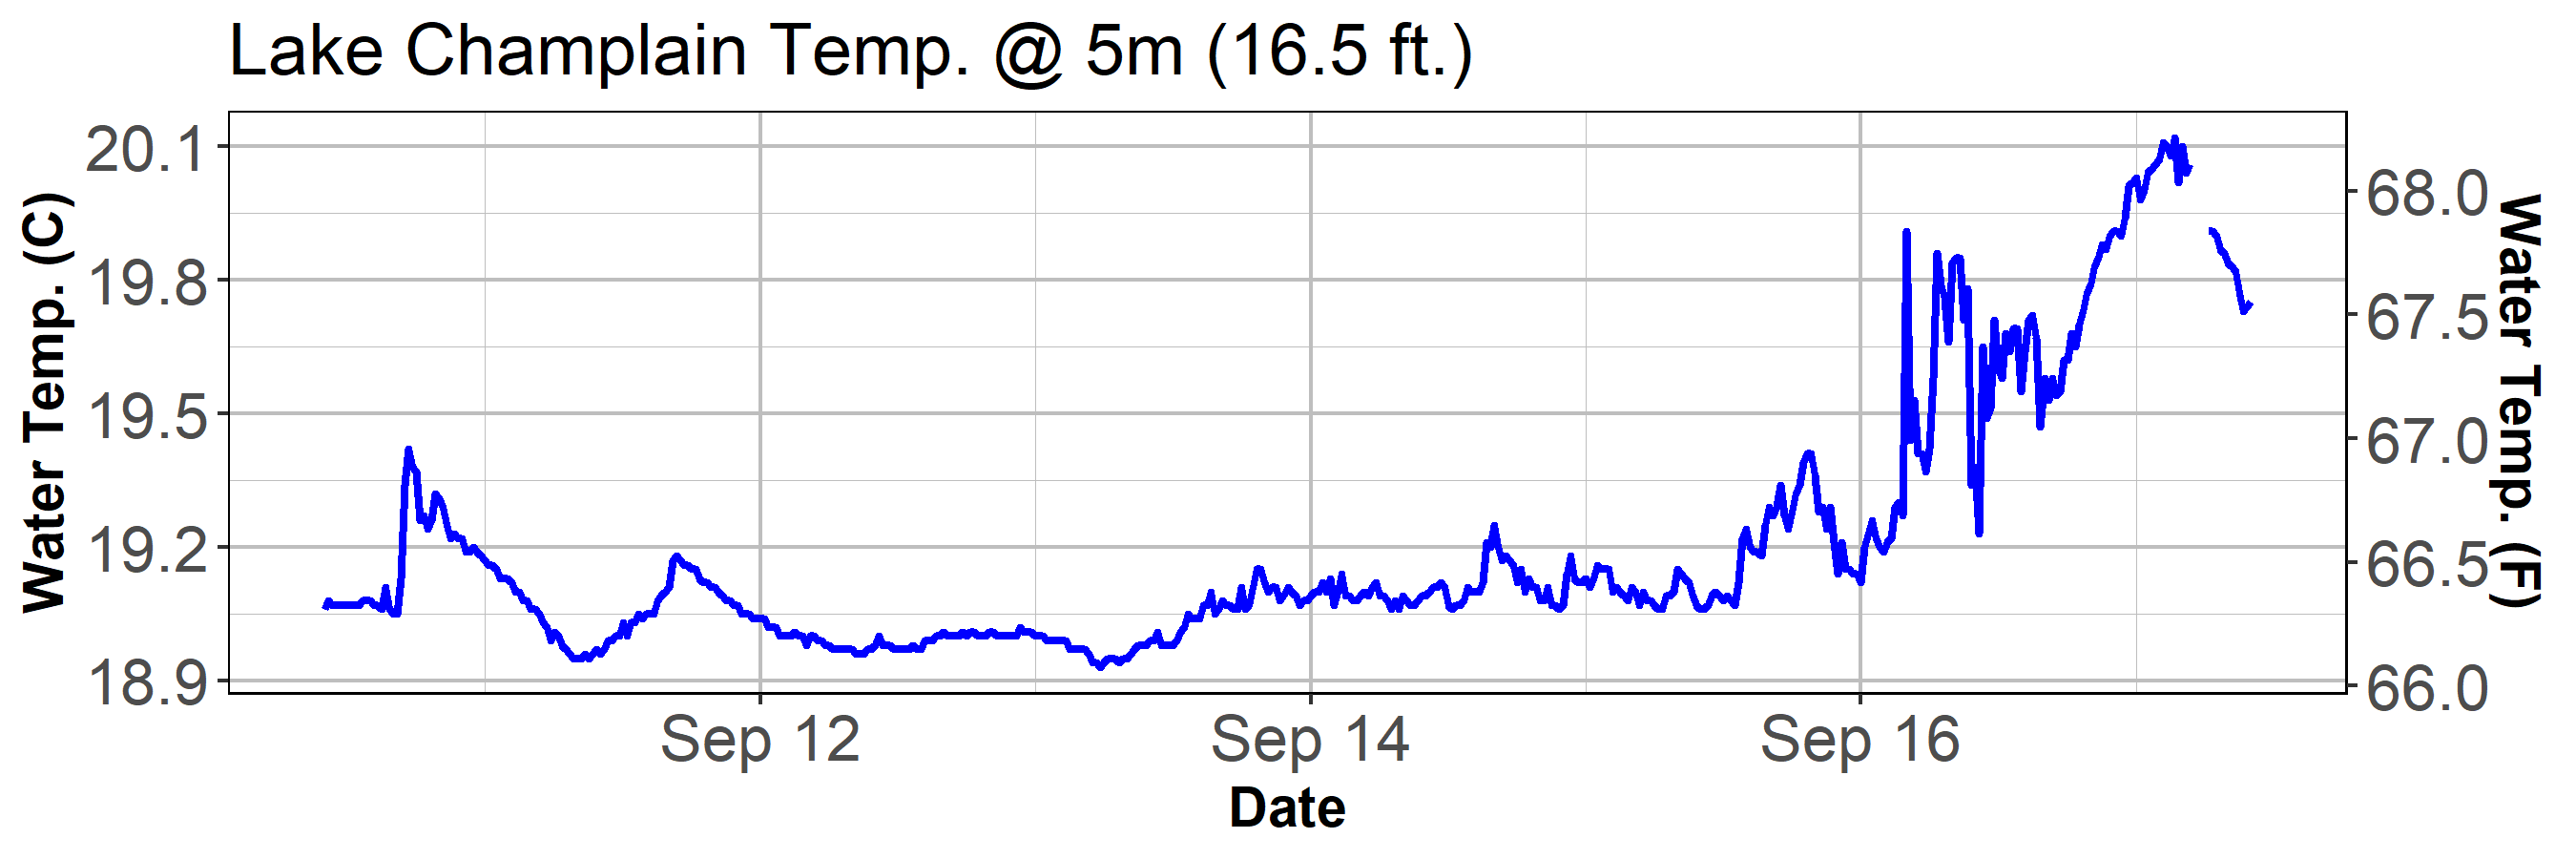 Lake Champlain Temp. @ 5m (16.5 ft.)
Water Temp. (C)
20.1
19.8
19.5
19.2
18.9
68.0
67.5
67.0
66.5
66.0
Water Temp. (F)
Sep 12
Sep 14
Sep 16
Date